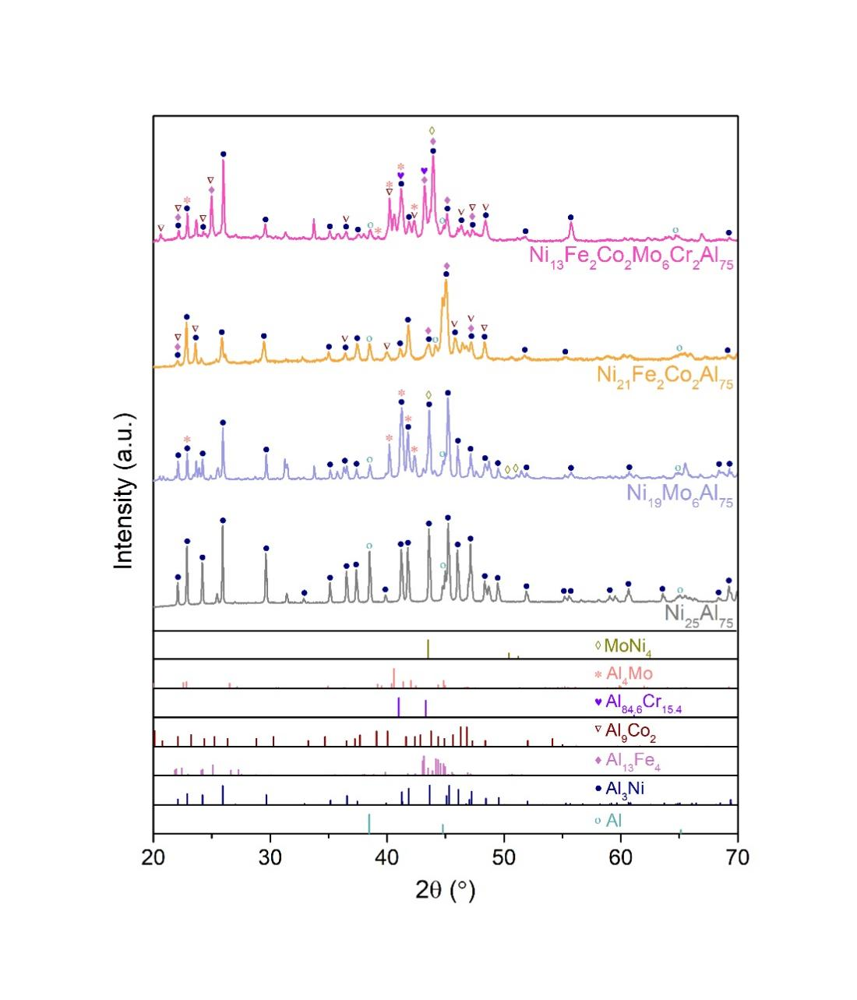 Ni13Fe2Co2Mo6Cr2Al75
Ni21Fe2Co2Al75
Ni19Mo6Al75
Ni25Al75
MoNi4
Al4Mo
Al84.6Cr15.4
Al9Co2
Al13Fe4
Al3Ni
Al
Intensity (a.u.)
20 30 40 50 60 70
2θ (°)